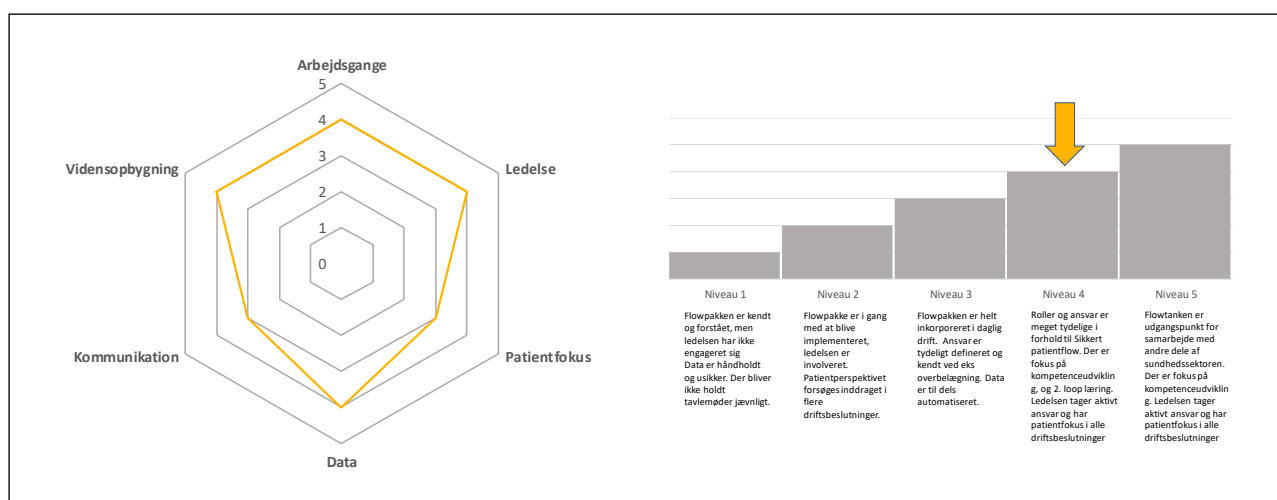 Arbejdsgange
5
4
3
2
1
0
Vidensopbygning
Ledelse
Kommunikation
Patientfokus
Data
Niveau 1
Flowpakken er kendt
og forstået, men
ledelsen har ikke
engageret sig
Data er håndholdt
og usikker. Der bliver
ikke holdt
tavlemøder jævnligt.
Niveau 2
Flowpakke er i gang
med at blive
implementeret,
ledelsen er
involveret.
Patientperspektivet
forsøges inddraget i
flere
driftsbeslutninger.
Niveau 3
Flowpakken er helt
inkorporeret i daglig
drift. Ansvar er
tydeligt defineret og
kendt ved eks
overbelægning. Data
er til dels
automatiseret.
Niveau 4
Roller og ansvar er
meget tydelige i
forhold til Sikkert
patientflow. Der er
fokus på
kompetenceudviklin
g, og 2. loop læring.
Ledelsen tager aktivt
ansvar og har
patientfokus i alle
driftsbeslutninger
Niveau 5
Flowtanken er
udgangspunkt for
samarbejde med
andre dele af
sundhedssektoren.
Der er fokus på
kompetenceudviklin
g. Ledelsen tager
aktivt ansvar og har
patientfokus i alle
driftsbeslutninger